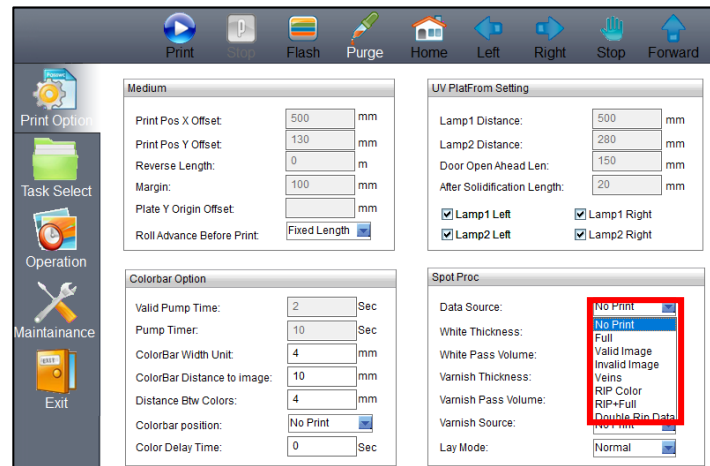 Print
Stop
Flash
Purge
Home
Left
Right
Stop
Forward
Print Option
Task Select
Operation
Maintainance
EXIT
Exit
Medium
Print Pos X Offset: 500 mm
Print Pos Y Offset: 130 mm
Reverse Length: 0 m
Margin: 100 mm
Plate Y Origin Offset: mm
Roll Advance Before Print: Fixed Length
UV PlatFrom Setting
Lamp1 Distance: 500 mm
Lamp2 Distance: 280 mm
Door Open Ahead Len: 150 mm
After Solidification Length: 20 mm
Lamp1 Left Lamp1 Right
Lamp2 Left Lamp2 Right
Colorbar Option
Valid Pump Time: 2 Sec
Pump Timer: 10 Sec
ColorBar Width Unit: 4 mm
ColorBar Distance to image: 10 mm
Distance Btw Colors: 4 mm
Colorbar position: No Print
Color Delay Time: 0 Sec
Spot Proc
Data Source: No Print
White Thickness:
White Pass Volume:
Varnish Thickness:
Varnish Pass Volume:
Varnish Source: No Print
Lay Mode: Normal
No Print
Full
Valid Image
Invalid Image
Veins
RIP Color
RIP+Full
Double Rip Data